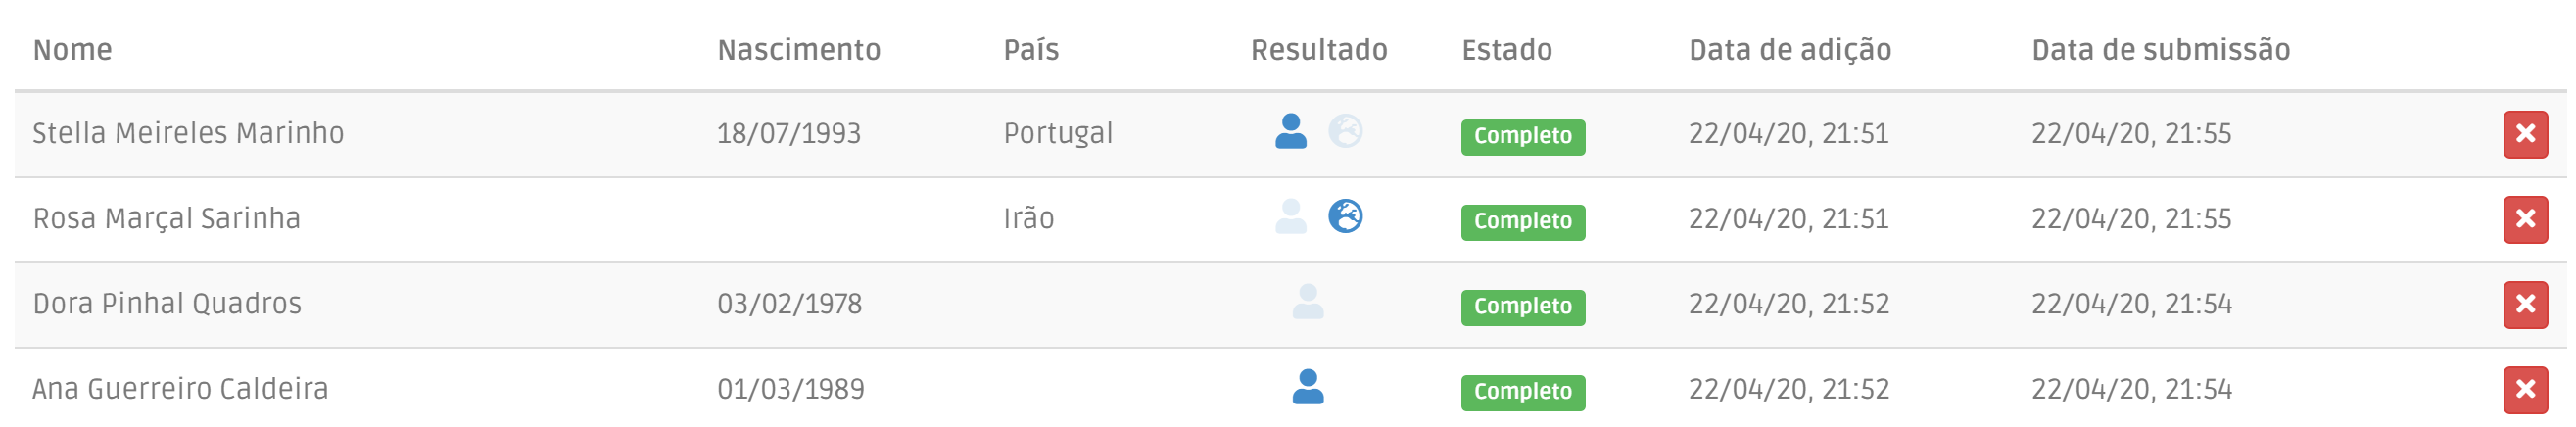 Nome Nascimento País Resultado Estado Data de adição Data de submissão
Stella Meireles Marinho 18/07/1993 Portugal Completo 22/04/20, 21:51 22/04/20, 21:55
Rosa Marçal Sarinha Irão Completo 22/04/20, 21:51 22/04/20, 21:55
Dora Pinhal Quadros 03/02/1978 Completo 22/04/20, 21:52 22/04/20, 21:54
Ana Guerreiro Caldeira 01/03/1989 Completo 22/04/20, 21:52 22/04/20, 21:54